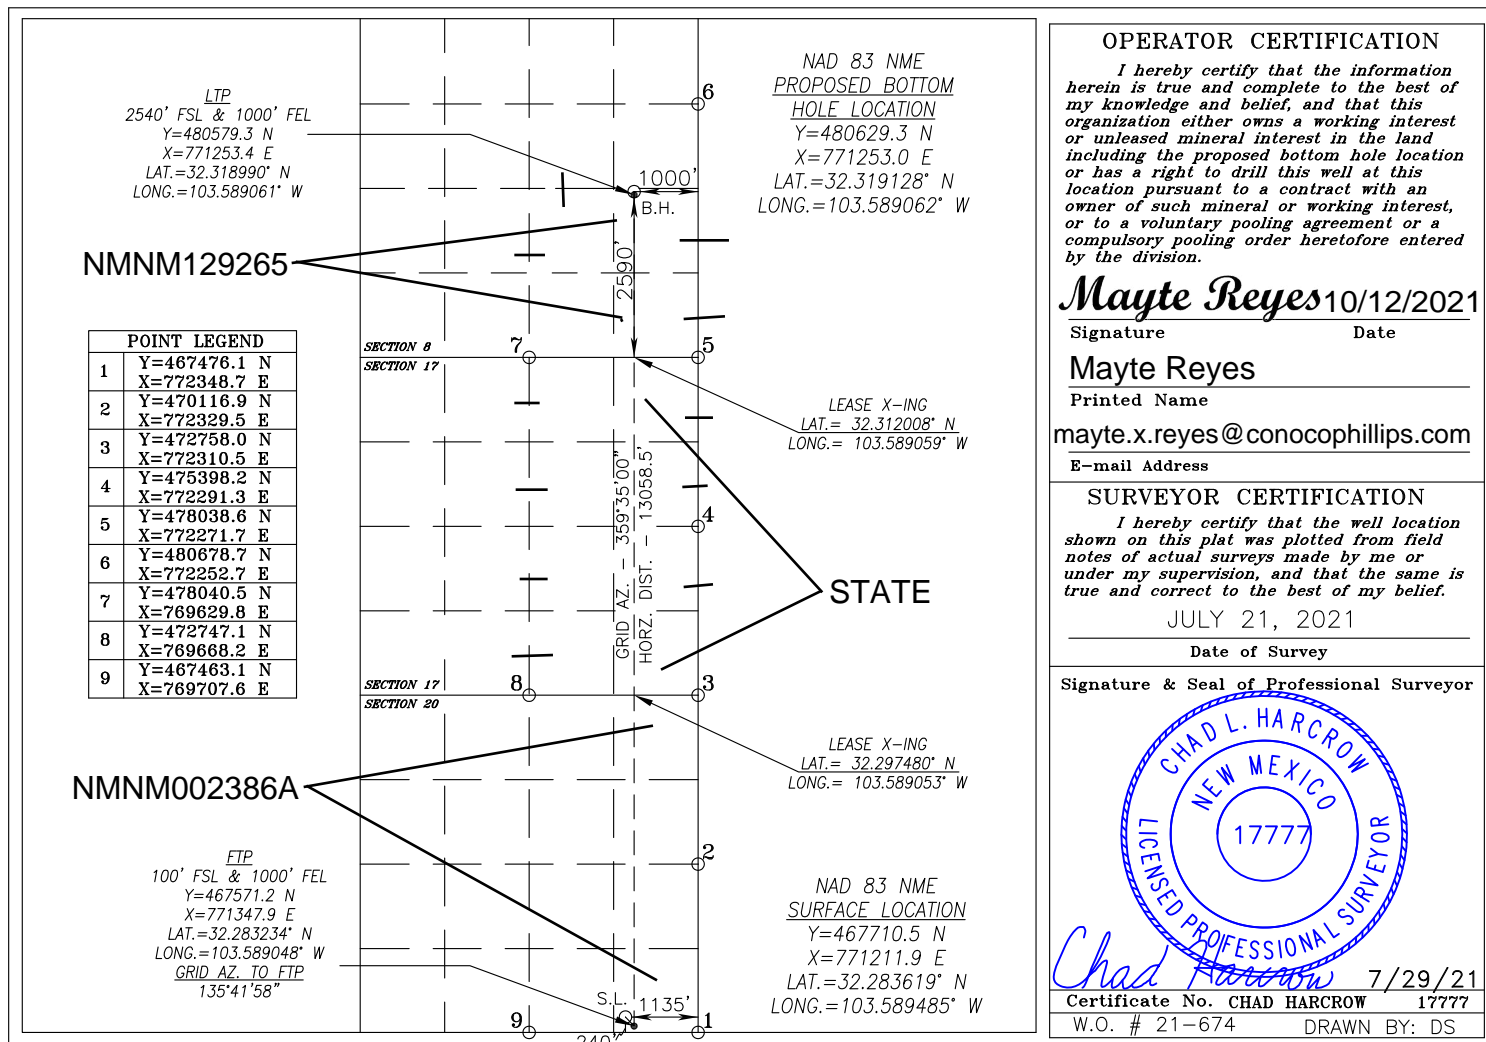 LTP
2540' FSL & 1000' FEL
Y=480579.3 N
X=771253.4 E
LAT.=32.318990° N
LONG.=103.589061° W
NAD 83 NME
PROPOSED BOTTOM
HOLE LOCATION
Y=480629.3 N
X=771253.0 E
LAT.=32.319128° N
LONG.=103.589062° W
6
1000'
B.H.
2590'
NMNM129265
POINT LEGEND
1 Y=467476.1 N
X=772348.7 E
2 Y=470116.9 N
X=772329.5 E
3 Y=472758.0 N
X=772310.5 E
4 Y=475398.2 N
X=772291.3 E
5 Y=478038.6 N
X=772271.7 E
6 Y=480678.7 N
X=772252.7 E
7 Y=478040.5 N
X=769629.8 E
8 Y=472747.1 N
X=769668.2 E
9 Y=467463.1 N
X=769707.6 E
SECTION 8
SECTION 17
7
5
LEASE X-ING
LAT.= 32.312008° N
LONG.= 103.589059° W
GRID AZ. - 359°35'00"
HORZ. DIST. - 13058.5'
4
STATE
SECTION 17
SECTION 20
8
3
LEASE X-ING
LAT.= 32.297480° N
LONG.= 103.589053° W
NMNM002386A
2
FTP
100' FSL & 1000' FEL
Y=467571.2 N
X=771347.9 E
LAT.=32.283234° N
LONG.=103.589048° W
GRID AZ. TO FTP
135°41'58"
NAD 83 NME
SURFACE LOCATION
Y=467710.5 N
X=771211.9 E
LAT.=32.283619° N
LONG.=103.589485° W
S.L.
1135'
9
240'
1
OPERATOR CERTIFICATION
I hereby certify that the information
herein is true and complete to the best of
my knowledge and belief, and that this
organization either owns a working interest
or unleased mineral interest in the land
including the proposed bottom hole location
or has a right to drill this well at this
location pursuant to a contract with an
owner of such mineral or working interest,
or to a voluntary pooling agreement or a
compulsory pooling order heretofore entered
by the division.
Mayte Reyes 10/12/2021
Signature Date
Mayte Reyes
Printed Name
mayte.x.reyes@conocophillips.com
E-mail Address
SURVEYOR CERTIFICATION
I hereby certify that the well location
shown on this plat was plotted from field
notes of actual surveys made by me or
under my supervision, and that the same is
true and correct to the best of my belief.
JULY 21, 2021
Date of Survey
Signature & Seal of Professional Surveyor
CHAD L. HARCROW
NEW MEXICO
17777
LICENSED PROFESSIONAL SURVEYOR
Chad Harcrow 7/29/21
Certificate No. CHAD HARCROW 17777
W.O. # 21-674 DRAWN BY: DS